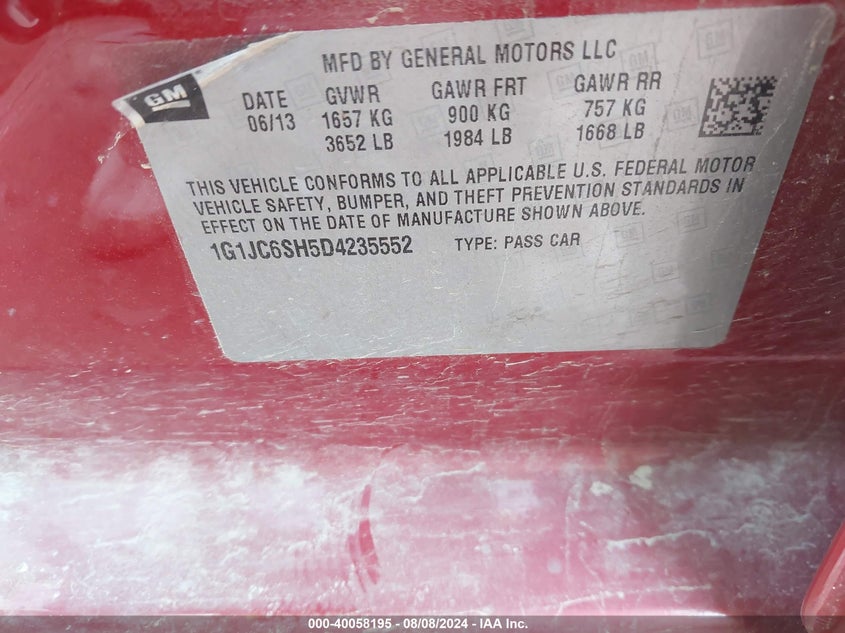 MFD BY GENERAL MOTORS LLC
GM
DATE GVWR GAWR FRT GAWR RR
06/13 1657 KG 900 KG 757 KG
3652 LB 1984 LB 1668 LB
THIS VEHICLE CONFORMS TO ALL APPLICABLE U.S. FEDERAL MOTOR
VEHICLE SAFETY, BUMPER, AND THEFT PREVENTION STANDARDS IN
EFFECT ON THE DATE OF MANUFACTURE SHOWN ABOVE.
1G1JC6SH5D4235552 TYPE: PASS CAR
000-40058195 - 08/08/2024 - IAA Inc.